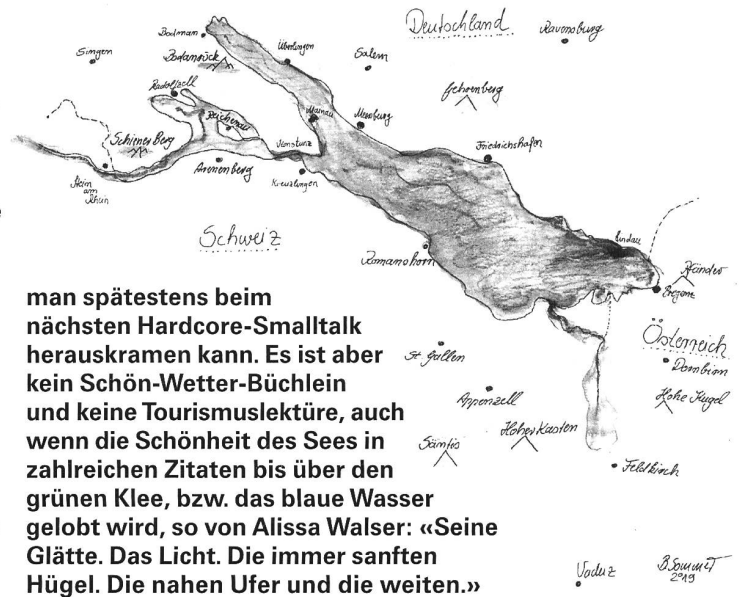 Deutschland
Ravensburg
Bodman
Singen
Bodanrück
Überlingen
Salem
Gehrenberg
Radolfzell
Reichenau
Mainau
Meersburg
Schiener Berg
Konstanz
Friedrichshafen
Stein
am
Rhein
Arenenberg
Kreuzlingen
Schweiz
Romanshorn
Lindau
Pfänder
Bregenz
Österreich
Dornbirn
St. Gallen
Appenzell
Hohe Kugel
Säntis
Hoher Kasten
Feldkirch
Vaduz
B. Sommer
2019
man spätestens beim
nächsten Hardcore-Smalltalk
herauskramen kann. Es ist aber
kein Schön-Wetter-Büchlein
und keine Tourismuslektüre, auch
wenn die Schönheit des Sees in
zahlreichen Zitaten bis über den
grünen Klee, bzw. das blaue Wasser
gelobt wird, so von Alissa Walser: «Seine
Glätte. Das Licht. Die immer sanften
Hügel. Die nahen Ufer und die weiten.»